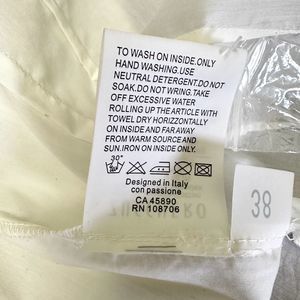 TO WASH ON INSIDE.ONLY
HAND WASHING.USE
NEUTRAL DETERGENT.DO NOT
SOAK.DO NOT WRING. TAKE
OFF EXCESSIVE WATER
ROLLING UP THE ARTICLE WITH
TOWEL DRY HORIZONTALLY
ON INSIDE AND FAR AWAY
FROM WARM SOURCE AND
SUN.IRON ON INSIDE.ONLY
30°
Designed in Italy
con passione
CA 45890
RN 108706
38